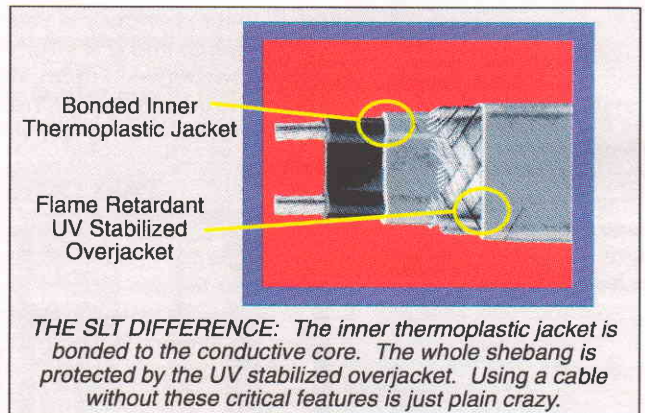 Bonded Inner
Thermoplastic Jacket
Flame Retardant
UV Stabilized
Overjacket
THE SLT DIFFERENCE: The inner thermoplastic jacket is
bonded to the conductive core. The whole shebang is
protected by the UV stabilized overjacket. Using a cable
without these critical features is just plain crazy.